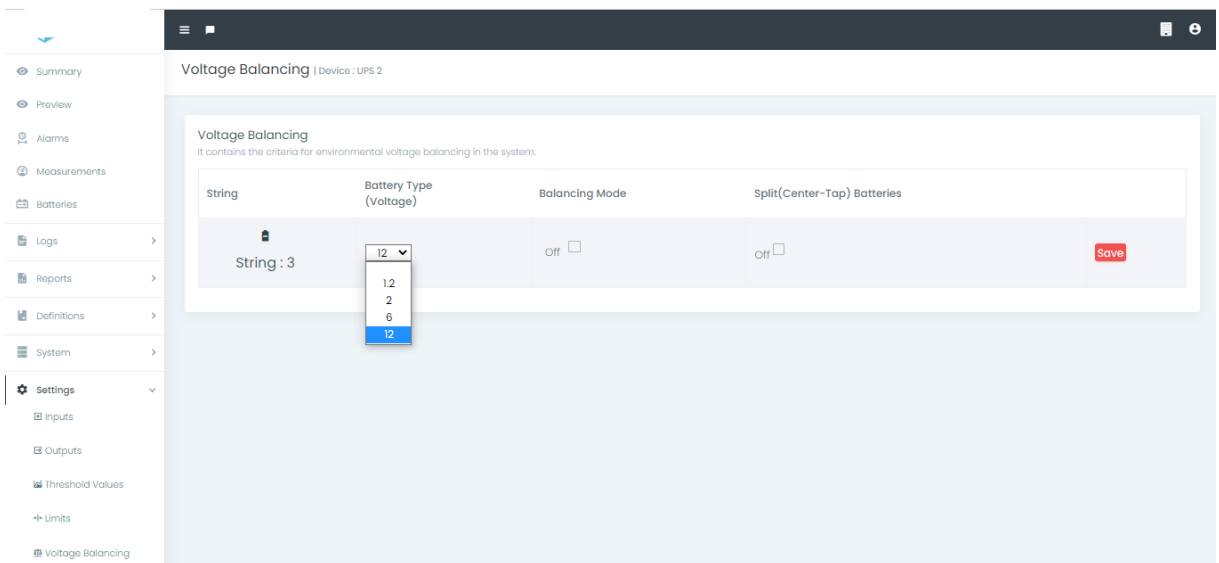 Summary
Preview
Alarms
Measurements
Batteries
Logs
Reports
Definitions
System
Settings
Inputs
Outputs
Threshold Values
Limits
Voltage Balancing
Voltage Balancing | Device : UPS 2
Voltage Balancing
It contains the criteria for environmental voltage balancing in the system.
String
Battery Type
(Voltage)
Balancing Mode
Split(Center-Tap) Batteries
String : 3
12
1.2
2
6
12
Off
Off
Save